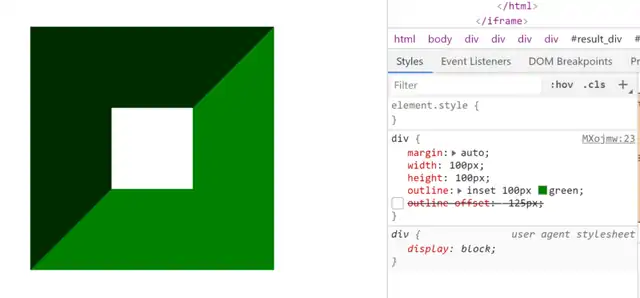 </html>
</iframe>
html body div div div div #result_div
Styles Event Listeners DOM Breakpoints Pr
Filter :hov .cls +
element.style {
}
div { MXojmw:23
margin: auto;
width: 100px;
height: 100px;
outline: inset 100px green;
outline-offset: -125px;
}
div { user agent stylesheet
display: block;
}